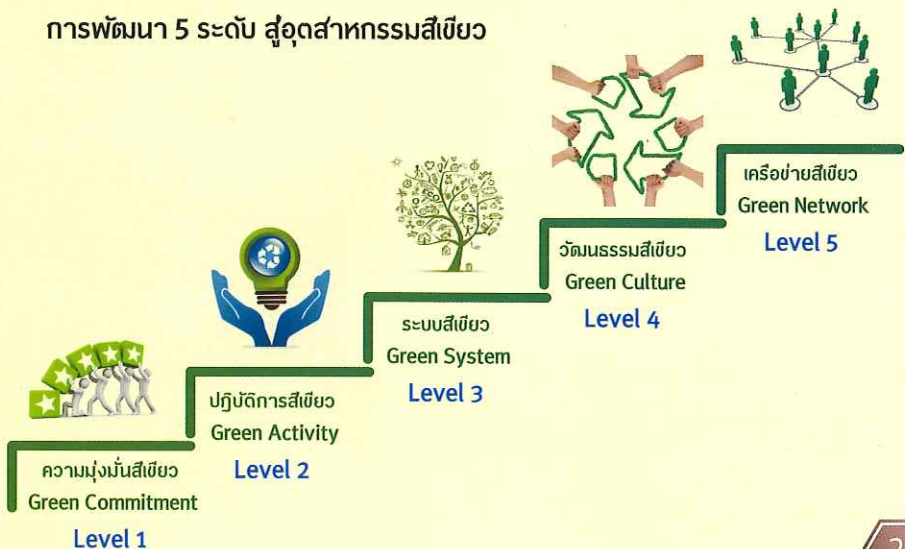 การพัฒนา 5 ระดับ สู่อุตสาหกรรมสีเขียว
เครือข่ายสีเขียว
Green Network
Level 5
วัฒนธรรมสีเขียว
Green Culture
Level 4
ระบบสีเขียว
Green System
Level 3
ปฏิบัติการสีเขียว
Green Activity
Level 2
ความมุ่งมั่นสีเขียว
Green Commitment
Level 1